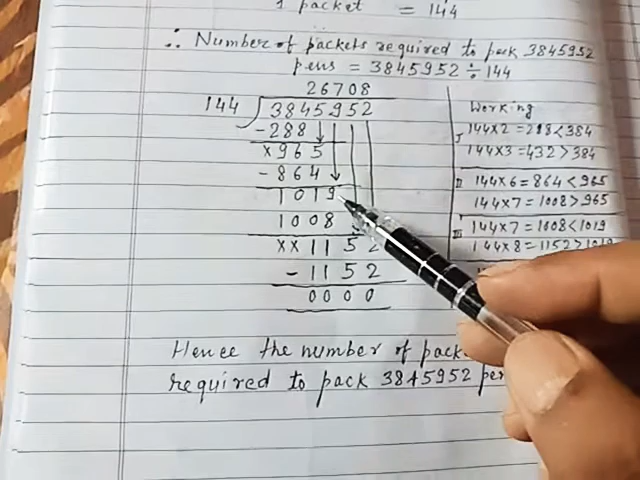 1 packet = 144
∴ Number of packets required to pack 3845952
pens = 3845952 ÷ 144
26708
144 3845952
-288
×965
-864
1019
1008
××1152
-1152
0000
Working
I 144×2 = 288 < 384
144×3 = 432 > 384
II 144×6 = 864 < 965
144×7 = 1008 > 965
III 144×7 = 1008 < 1019
144×8 = 1152 > 1019
Hence the number of pack
required to pack 3845952 pe